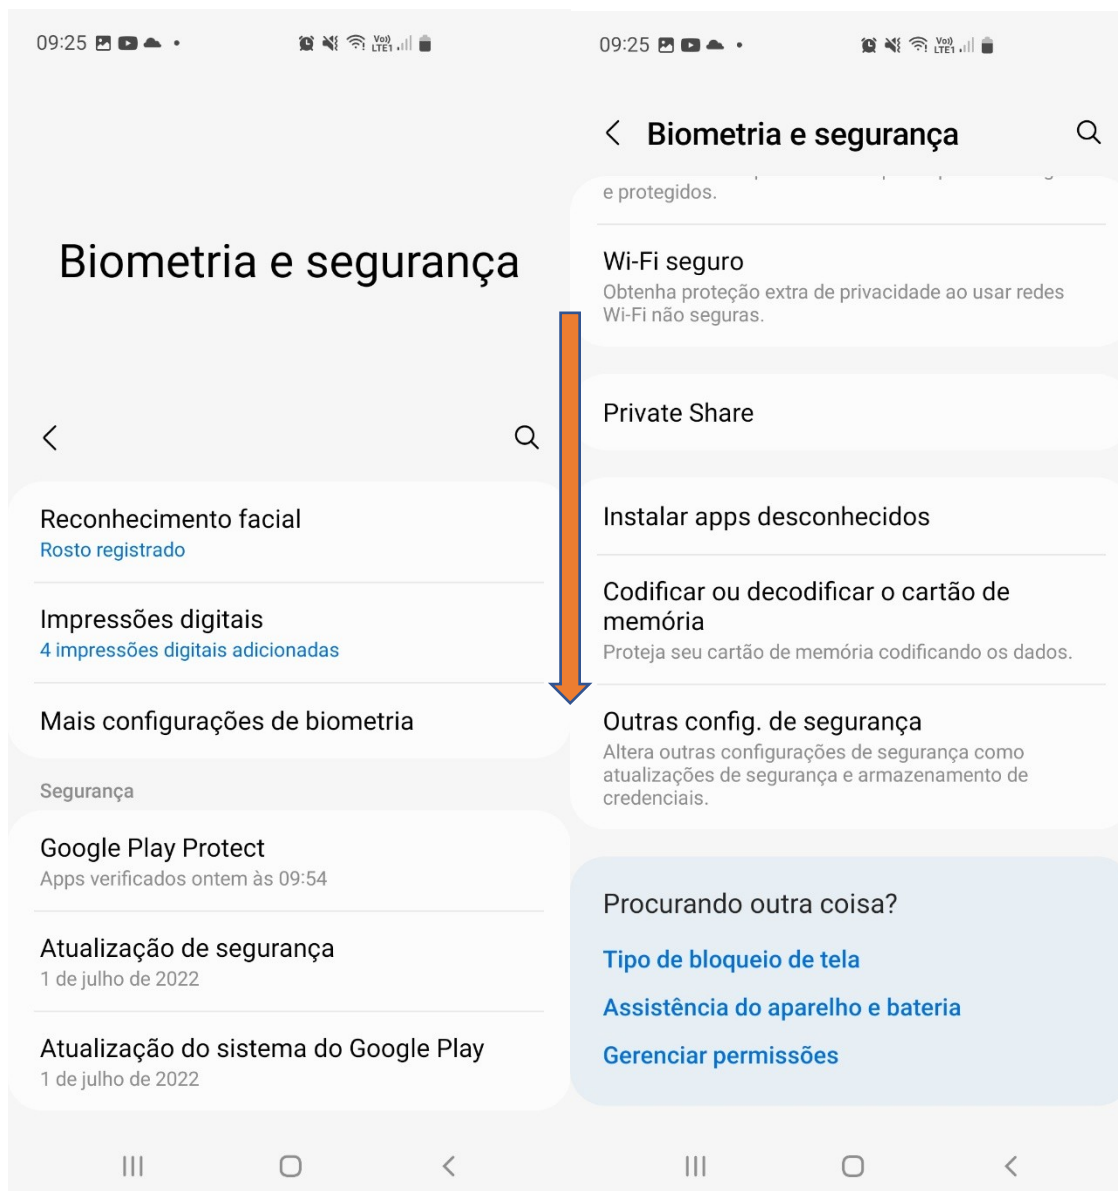 09:25
Vo))
LTE1
Biometria e segurança
Reconhecimento facial
Rosto registrado
Impressões digitais
4 impressões digitais adicionadas
Mais configurações de biometria
Segurança
Google Play Protect
Apps verificados ontem às 09:54
Atualização de segurança
1 de julho de 2022
Atualização do sistema do Google Play
1 de julho de 2022
09:25
Vo))
LTE1
Biometria e segurança
e protegidos.
Wi-Fi seguro
Obtenha proteção extra de privacidade ao usar redes
Wi-Fi não seguras.
Private Share
Instalar apps desconhecidos
Codificar ou decodificar o cartão de
memória
Proteja seu cartão de memória codificando os dados.
Outras config. de segurança
Altera outras configurações de segurança como
atualizações de segurança e armazenamento de
credenciais.
Procurando outra coisa?
Tipo de bloqueio de tela
Assistência do aparelho e bateria
Gerenciar permissões